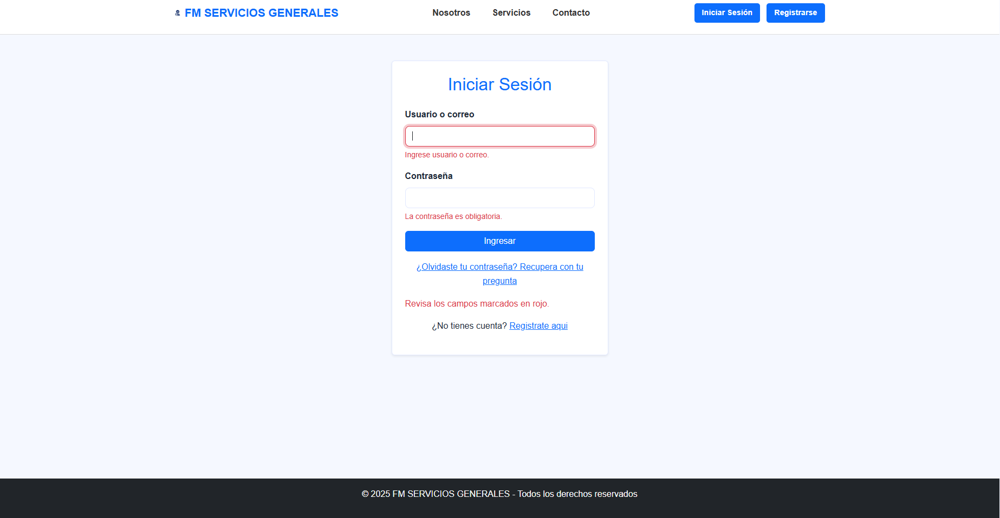 FM SERVICIOS GENERALES
Nosotros
Servicios
Contacto
Iniciar Sesión
Registrarse
Iniciar Sesión
Usuario o correo
Ingrese usuario o correo.
Contraseña
La contraseña es obligatoria.
Ingresar
¿Olvidaste tu contraseña? Recupera con tu
pregunta
Revisa los campos marcados en rojo.
¿No tienes cuenta? Registrate aqui
© 2025 FM SERVICIOS GENERALES - Todos los derechos reservados